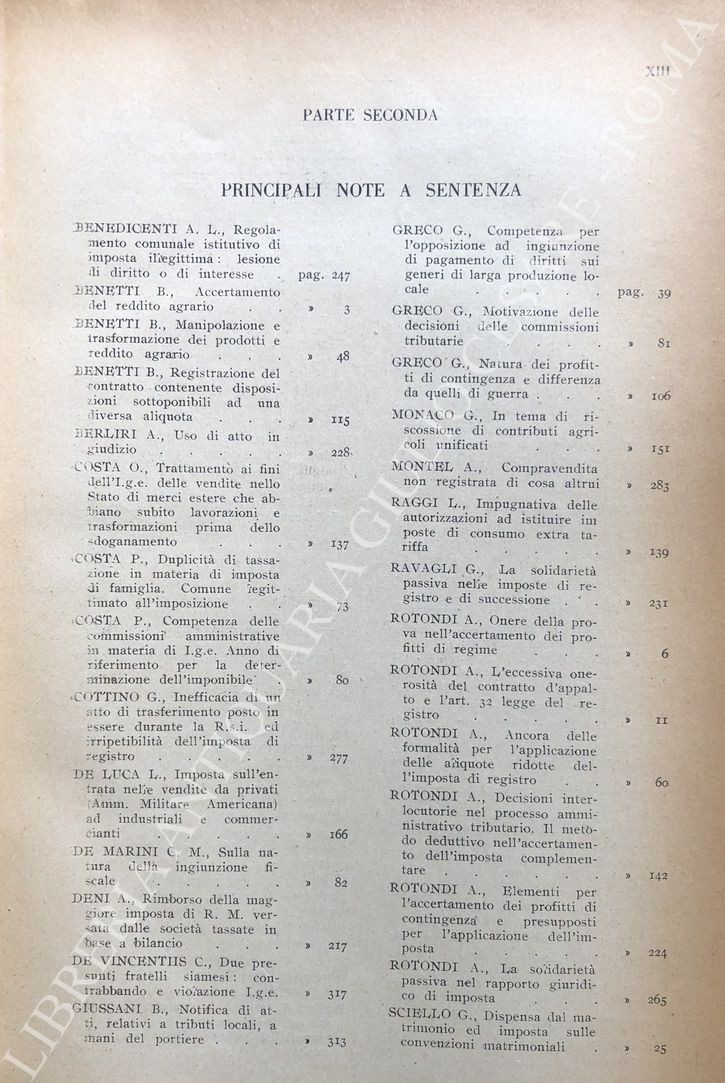 XIII
PARTE SECONDA
PRINCIPALI NOTE A SENTENZA
BENEDICENTI A. L., Regola-
mento comunale istitutivo di
imposta illegittima : lesione
di diritto o di interesse . pag. 247
BENETTI B., Accertamento
del reddito agrario . . » 3
BENETTI B., Manipolazione e
trasformazione dei prodotti e
reddito agrario . . . » 48
BENETTI B., Registrazione del
contratto contenente disposi-
zioni sottoponibili ad una
diversa aliquota . . . » 115
BERLIRI A., Uso di atto in
giudizio . . . . . » 228
COSTA O., Trattamento ai fini
dell'I.g.e. delle vendite nello
Stato di merci estere che ab-
biano subito lavorazioni e
trasformazioni prima dello
sdoganamento . . . » 137
COSTA P., Duplicità di tassa-
zione in materia di imposta
di famiglia. Comune legit-
timato all'imposizione . . » 73
COSTA P., Competenza delle
commissioni amministrative
in materia di I.g.e. Anno di
riferimento per la deter-
minazione dell'imponibile » 80
COTTINO G., Inefficacia di un
atto di trasferimento posto in
essere durante la R.s.i. ed
irripetibilità dell'imposta di
registro . . . . . » 277
DE LUCA L., Imposta sull'en-
trata nelle vendite da privati
(Amm. Militare Americana)
ad industriali e commer-
cianti . . . . . » 166
DE MARINI C. M., Sulla na-
tura della ingiunzione fi-
scale . . . . . » 82
DENI A., Rimborso della mag-
giore imposta di R. M. ver-
sata dalle società tassate in
base a bilancio . . . » 217
DE VINCENTIIS C., Due pre-
sunti fratelli siamesi : con-
trabbando e violazione I.g.e. » 317
GIUSSANI B., Notifica di at-
ti, relativi a tributi locali, a
mani del portiere . . . » 313
GRECO G., Competenza per
l'opposizione ad ingiunzione
di pagamento di diritti sui
generi di larga produzione lo-
cale . . . . . pag. 39
GRECO G., Motivazione delle
decisioni delle commissioni
tributarie . . . . » 81
GRECO G., Natura dei profit-
ti di contingenza e differenza
da quelli di guerra . . . » 106
MONACO G., In tema di ri-
scossione di contributi agri-
coli unificati . . . » 151
MONTEL A., Compravendita
non registrata di cosa altrui » 283
RAGGI L., Impugnativa delle
autorizzazioni ad istituire im
poste di consumo extra ta-
riffa . . . . . » 139
RAVAGLI G., La solidarietà
passiva nelle imposte di re-
gistro e di successione . . » 231
ROTONDI A., Onere della pro-
va nell'accertamento dei pro-
fitti di regime . . . » 6
ROTONDI A., L'eccessiva one-
rosità del contratto d'appal-
to e l'art. 32 legge del re-
gistro . . . . . » 11
ROTONDI A., Ancora delle
formalità per l'applicazione
delle aliquote ridotte del-
l'imposta di registro . . » 60
ROTONDI A., Decisioni inter-
locutorie nel processo ammi-
nistrativo tributario. Il meto-
do deduttivo nell'accertamen-
to dell'imposta complemen-
tare . . . . . » 142
ROTONDI A., Elementi per
l'accertamento dei profitti di
contingenza e presupposti
per l'applicazione dell'im-
posta . . . . . » 224
ROTONDI A., La solidarietà
passiva nel rapporto giuridi-
co di imposta . . . » 265
SCIELLO G., Dispensa dal ma-
trimonio ed imposta sulle
convenzioni matrimoniali . » 25